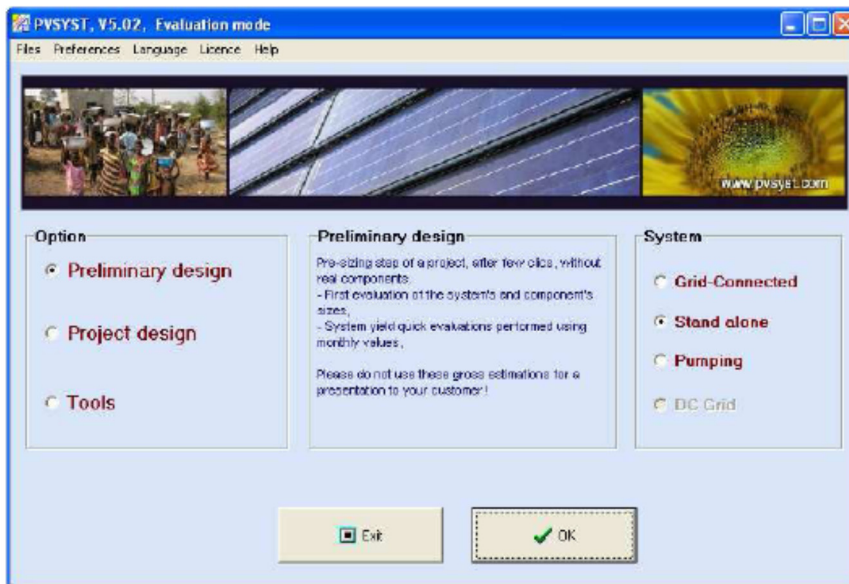 PVSYST, V5.02, Evaluation mode
Files Preferences Language Licence Help
www.pvsyst.com
Option
Preliminary design
Project design
Tools
Preliminary design
Pre-sizing step of a project, after few clics, without
real components.
- First evaluation of the system's and component's
sizes,
- System yield quick evaluations performed using
monthly values,
Please do not use these gross estimations for a
presentation to your customer!
System
Grid-Connected
Stand alone
Pumping
DC Grid
Exit
OK